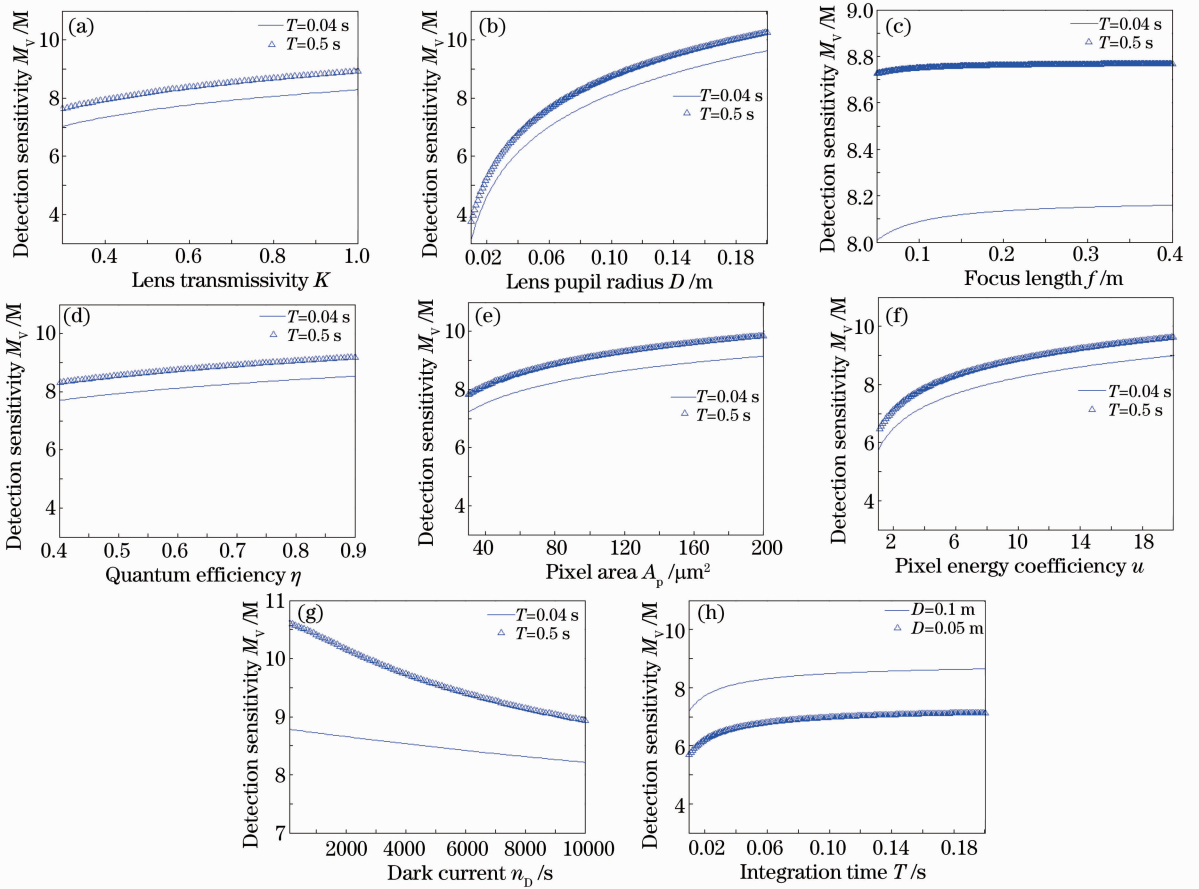 (a)
T=0.04 s
T=0.5 s
Detection sensitivity M_V /M
10
8
6
4
0.4
0.6
0.8
1.0
Lens transmissivity K
(b)
T=0.04 s
T=0.5 s
Detection sensitivity M_V /M
10
8
6
4
0.02
0.06
0.10
0.14
0.18
Lens pupil radius D /m
(c)
T=0.04 s
T=0.5 s
Detection sensitivity M_V /M
9.0
8.8
8.6
8.4
8.2
8.0
0.1
0.2
0.3
0.4
Focus length f /m
(d)
T=0.04 s
T=0.5 s
Detection sensitivity M_V /M
10
8
6
4
0.4
0.5
0.6
0.7
0.8
0.9
Quantum efficiency η
(e)
T=0.04 s
T=0.5 s
Detection sensitivity M_V /M
10
8
6
4
40
80
120
160
200
Pixel area A_p /μm²
(f)
T=0.04 s
T=0.5 s
Detection sensitivity M_V /M
10
8
6
4
2
6
10
14
18
Pixel energy coefficiency u
(g)
T=0.04 s
T=0.5 s
Detection sensitivity M_V /M
11
10
9
8
7
2000
4000
6000
8000
10000
Dark current n_D /s
(h)
D=0.1 m
D=0.05 m
Detection sensitivity M_V /M
10
8
6
4
0.02
0.06
0.10
0.14
0.18
Integration time T /s